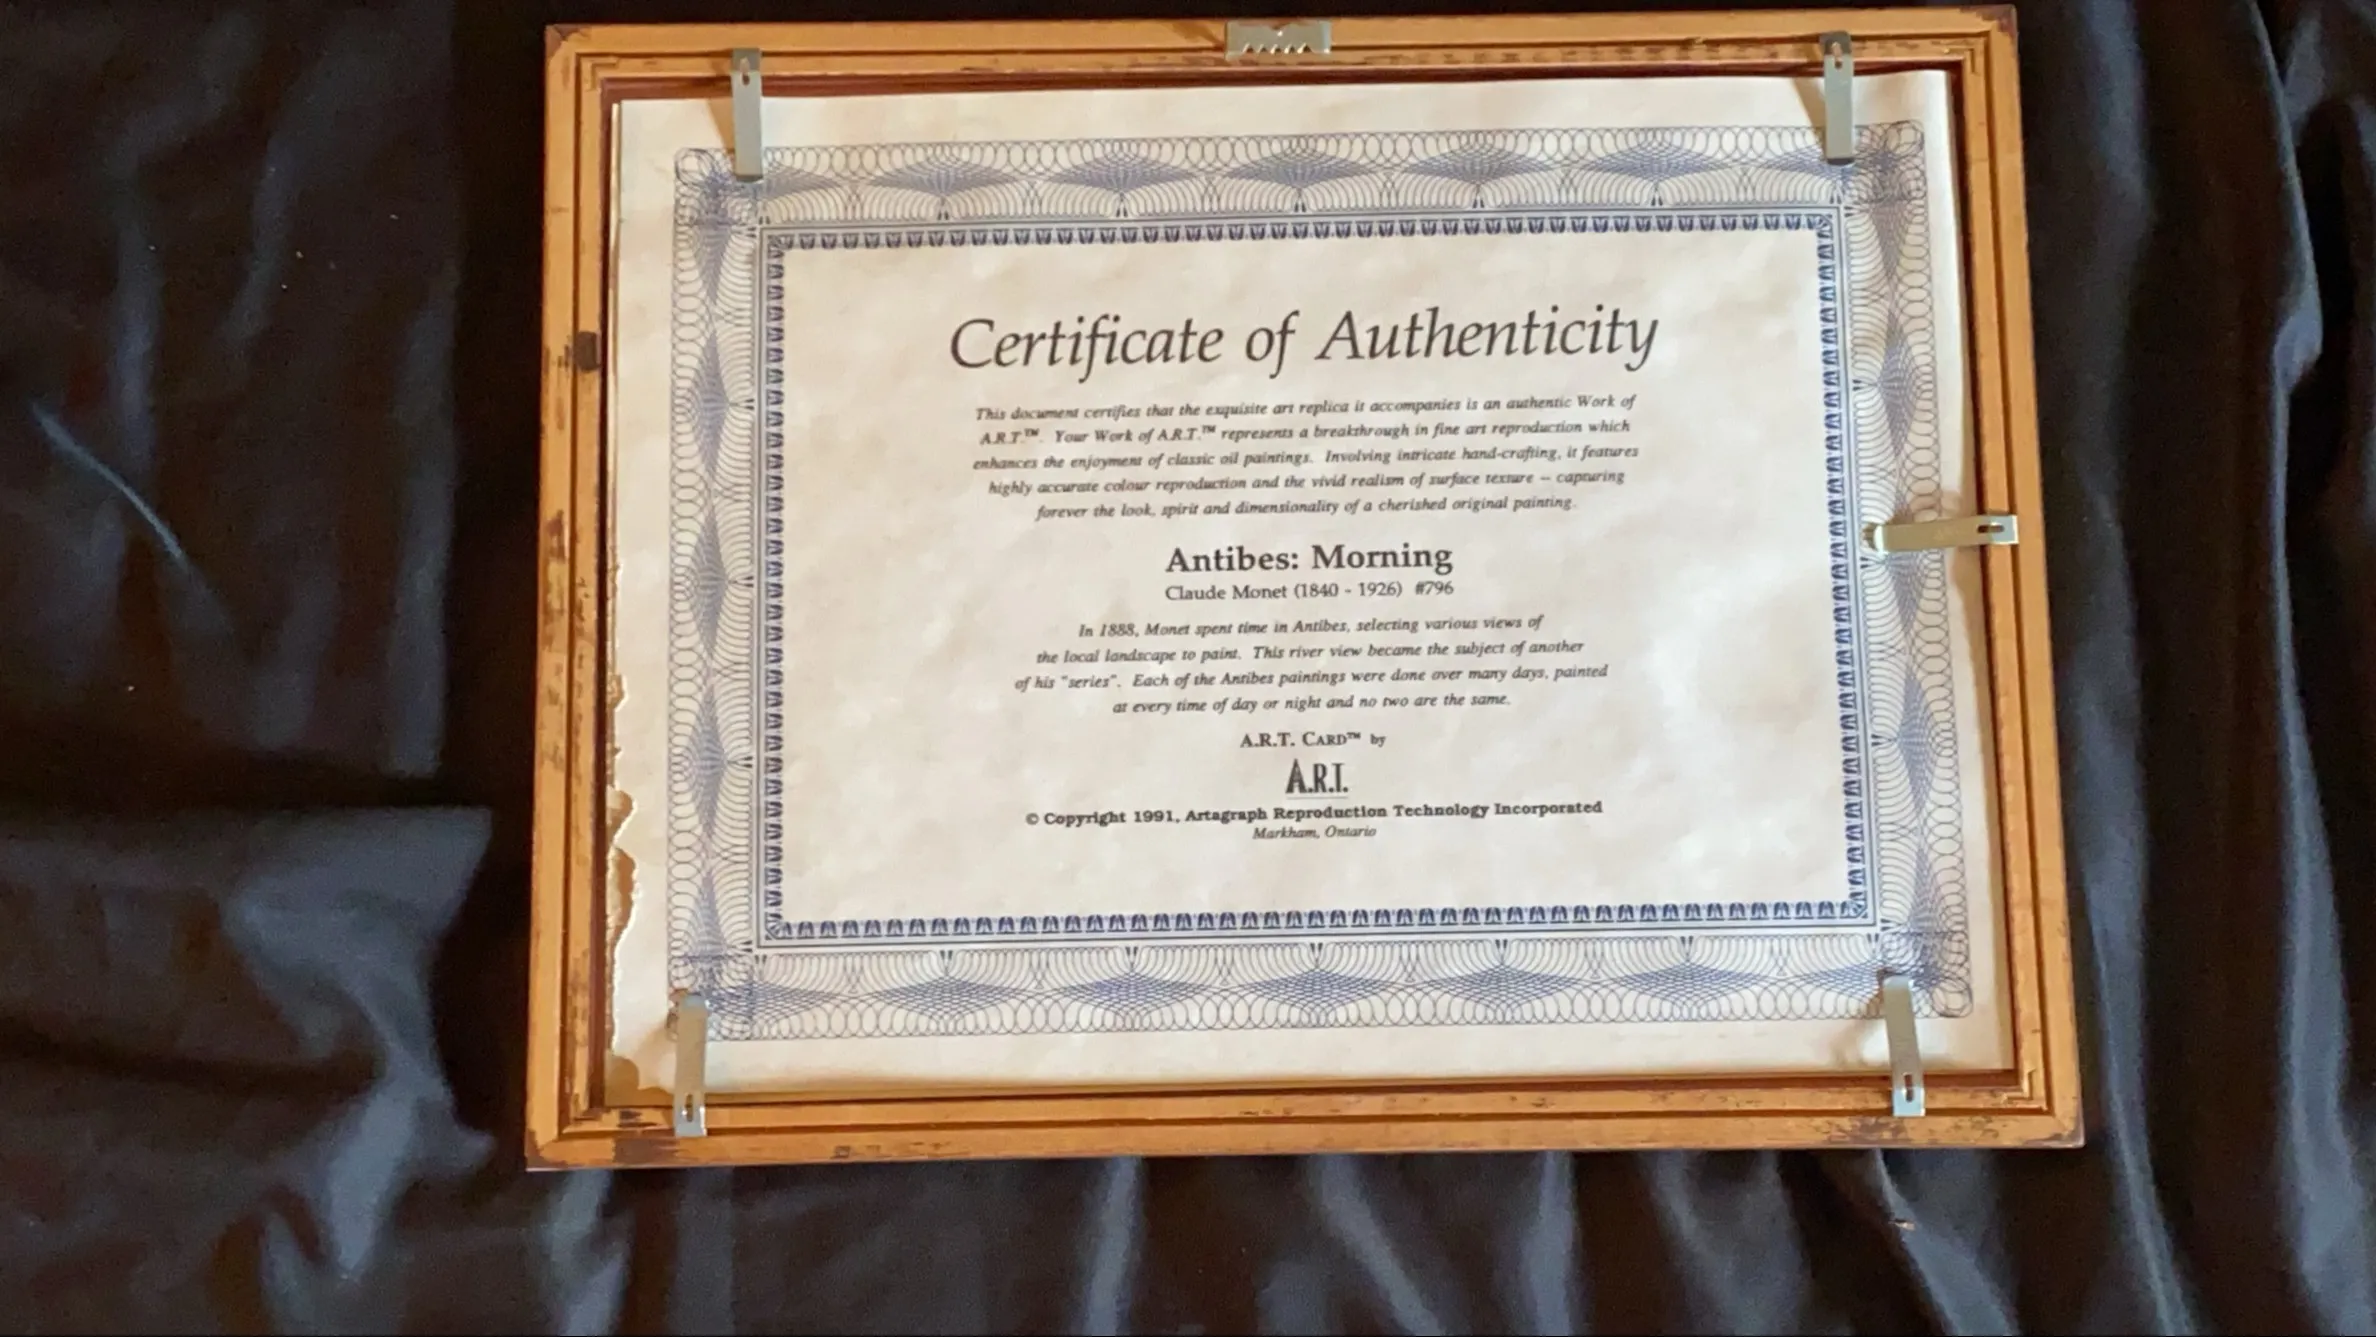 Certificate of Authenticity
This document certifies that the exquisite art replica it accompanies is an authentic Work of
A.R.T.™. Your Work of A.R.T.™ represents a breakthrough in fine art reproduction which
enhances the enjoyment of classic oil paintings. Involving intricate hand-crafting, it features
highly accurate colour reproduction and the vivid realism of surface texture -- capturing
forever the look, spirit and dimensionality of a cherished original painting.
Antibes: Morning
Claude Monet (1840 - 1926) #796
In 1888, Monet spent time in Antibes, selecting various views of
the local landscape to paint. This river view became the subject of another
of his "series". Each of the Antibes paintings were done over many days, painted
at every time of day or night and no two are the same.
A.R.T. CARD™ by
A.R.T.
© Copyright 1991, Artagraph Reproduction Technology Incorporated
Markham, Ontario